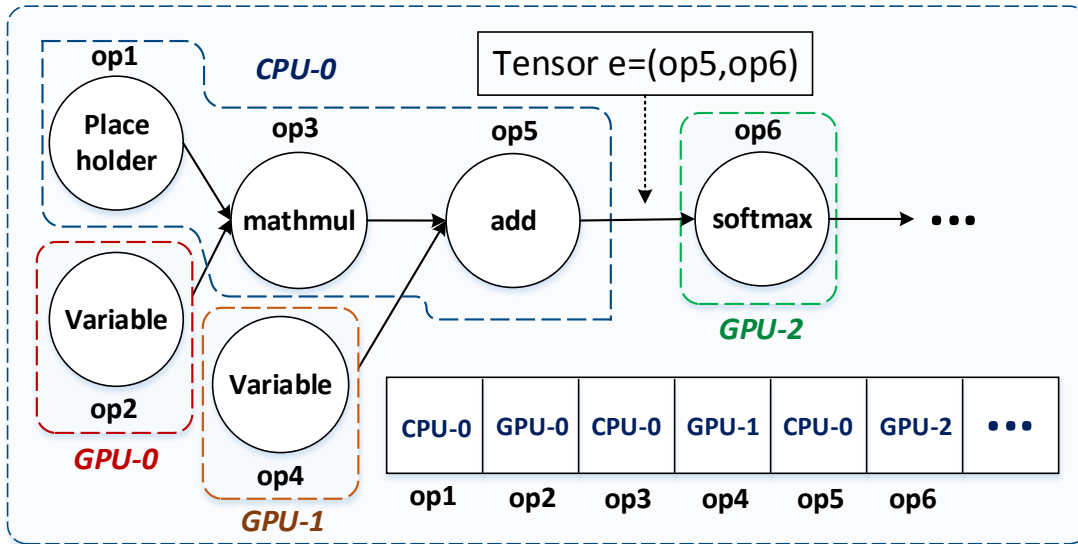 op1
CPU-0
Tensor e=(op5,op6)
Place
holder
op3
op5
op6
mathmul
add
softmax
...
Variable
op2
GPU-0
Variable
op4
GPU-1
GPU-2
CPU-0 GPU-0 CPU-0 GPU-1 CPU-0 GPU-2 ...
op1 op2 op3 op4 op5 op6